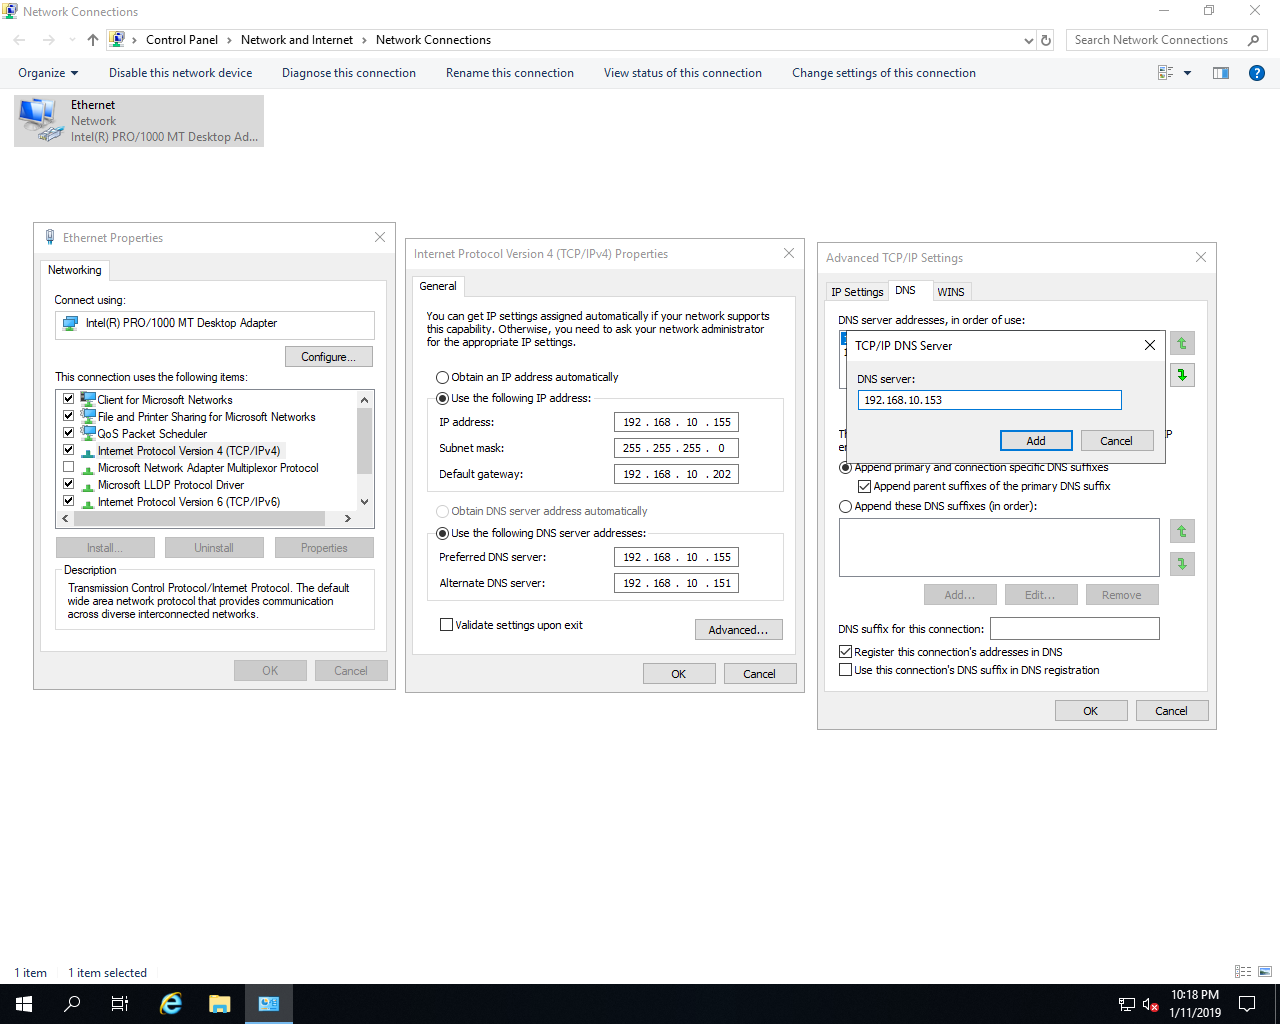 Network Connections
Control Panel > Network and Internet > Network Connections
Search Network Connections
Organize
Disable this network device
Diagnose this connection
Rename this connection
View status of this connection
Change settings of this connection
Ethernet
Network
Intel(R) PRO/1000 MT Desktop Ad...
Ethernet Properties
Networking
Connect using:
Intel(R) PRO/1000 MT Desktop Adapter
Configure...
This connection uses the following items:
Client for Microsoft Networks
File and Printer Sharing for Microsoft Networks
QoS Packet Scheduler
Internet Protocol Version 4 (TCP/IPv4)
Microsoft Network Adapter Multiplexor Protocol
Microsoft LLDP Protocol Driver
Internet Protocol Version 6 (TCP/IPv6)
Install...
Uninstall
Properties
Description
Transmission Control Protocol/Internet Protocol. The default
wide area network protocol that provides communication
across diverse interconnected networks.
OK
Cancel
Internet Protocol Version 4 (TCP/IPv4) Properties
General
You can get IP settings assigned automatically if your network supports
this capability. Otherwise, you need to ask your network administrator
for the appropriate IP settings.
Obtain an IP address automatically
Use the following IP address:
IP address: 192 . 168 . 10 . 155
Subnet mask: 255 . 255 . 255 . 0
Default gateway: 192 . 168 . 10 . 202
Obtain DNS server address automatically
Use the following DNS server addresses:
Preferred DNS server: 192 . 168 . 10 . 155
Alternate DNS server: 192 . 168 . 10 . 151
Validate settings upon exit
Advanced...
OK
Cancel
Advanced TCP/IP Settings
IP Settings
DNS
WINS
DNS server addresses, in order of use:
TCP/IP DNS Server
DNS server:
192.168.10.153
Add
Cancel
Append primary and connection specific DNS suffixes
Append parent suffixes of the primary DNS suffix
Append these DNS suffixes (in order):
Add...
Edit...
Remove
DNS suffix for this connection:
Register this connection's addresses in DNS
Use this connection's DNS suffix in DNS registration
OK
Cancel
1 item
1 item selected
10:18 PM
1/11/2019